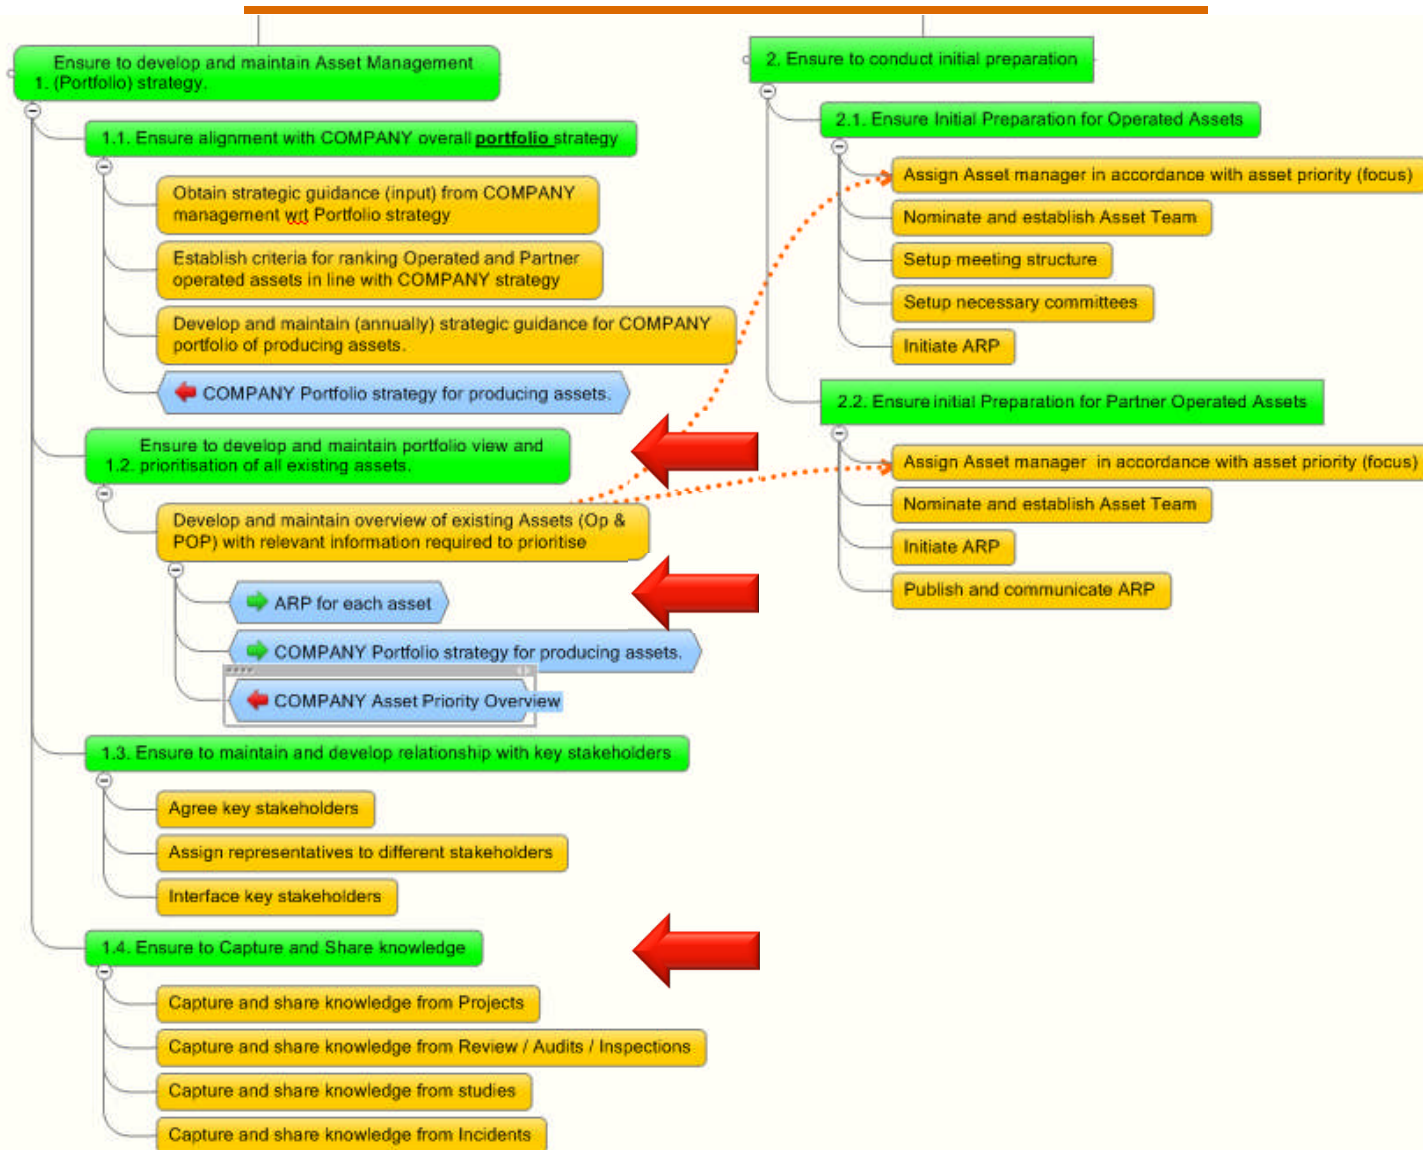 Ensure to develop and maintain Asset Management
1. (Portfolio) strategy.
1.1. Ensure alignment with COMPANY overall portfolio strategy
Obtain strategic guidance (input) from COMPANY
management wrt Portfolio strategy
Establish criteria for ranking Operated and Partner
operated assets in line with COMPANY strategy
Develop and maintain (annually) strategic guidance for COMPANY
portfolio of producing assets.
COMPANY Portfolio strategy for producing assets.
Ensure to develop and maintain portfolio view and
1.2. prioritisation of all existing assets.
Develop and maintain overview of existing Assets (Op &
POP) with relevant information required to prioritise
ARP for each asset
COMPANY Portfolio strategy for producing assets.
COMPANY Asset Priority Overview
1.3. Ensure to maintain and develop relationship with key stakeholders
Agree key stakeholders
Assign representatives to different stakeholders
Interface key stakeholders
1.4. Ensure to Capture and Share knowledge
Capture and share knowledge from Projects
Capture and share knowledge from Review / Audits / Inspections
Capture and share knowledge from studies
Capture and share knowledge from Incidents
2. Ensure to conduct initial preparation
2.1. Ensure Initial Preparation for Operated Assets
Assign Asset manager in accordance with asset priority (focus)
Nominate and establish Asset Team
Setup meeting structure
Setup necessary committees
Initiate ARP
2.2. Ensure initial Preparation for Partner Operated Assets
Assign Asset manager in accordance with asset priority (focus)
Nominate and establish Asset Team
Initiate ARP
Publish and communicate ARP